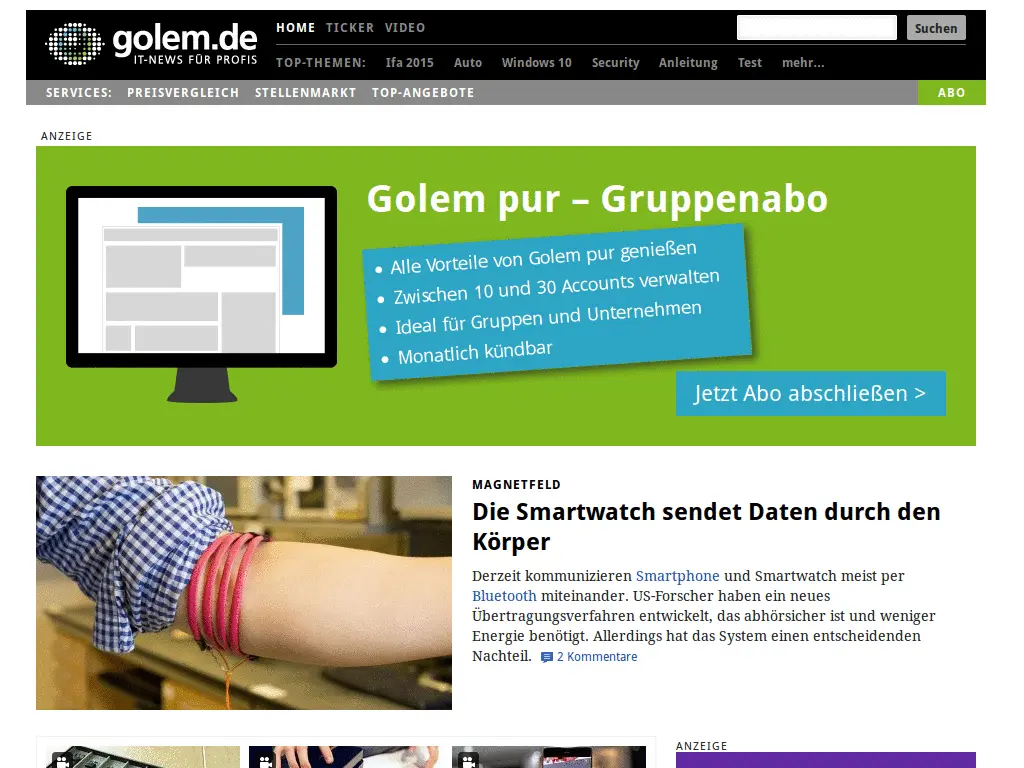 golem.de
IT-NEWS FÜR PROFIS
HOME TICKER VIDEO
Suchen
TOP-THEMEN: Ifa 2015 Auto Windows 10 Security Anleitung Test mehr...
SERVICES: PREISVERGLEICH STELLENMARKT TOP-ANGEBOTE ABO
ANZEIGE
Golem pur – Gruppenabo
• Alle Vorteile von Golem pur genießen
• Zwischen 10 und 30 Accounts verwalten
• Ideal für Gruppen und Unternehmen
• Monatlich kündbar
Jetzt Abo abschließen >
MAGNETFELD
Die Smartwatch sendet Daten durch den
Körper
Derzeit kommunizieren Smartphone und Smartwatch meist per
Bluetooth miteinander. US-Forscher haben ein neues
Übertragungsverfahren entwickelt, das abhörsicher ist und weniger
Energie benötigt. Allerdings hat das System einen entscheidenden
Nachteil. 2 Kommentare
ANZEIGE